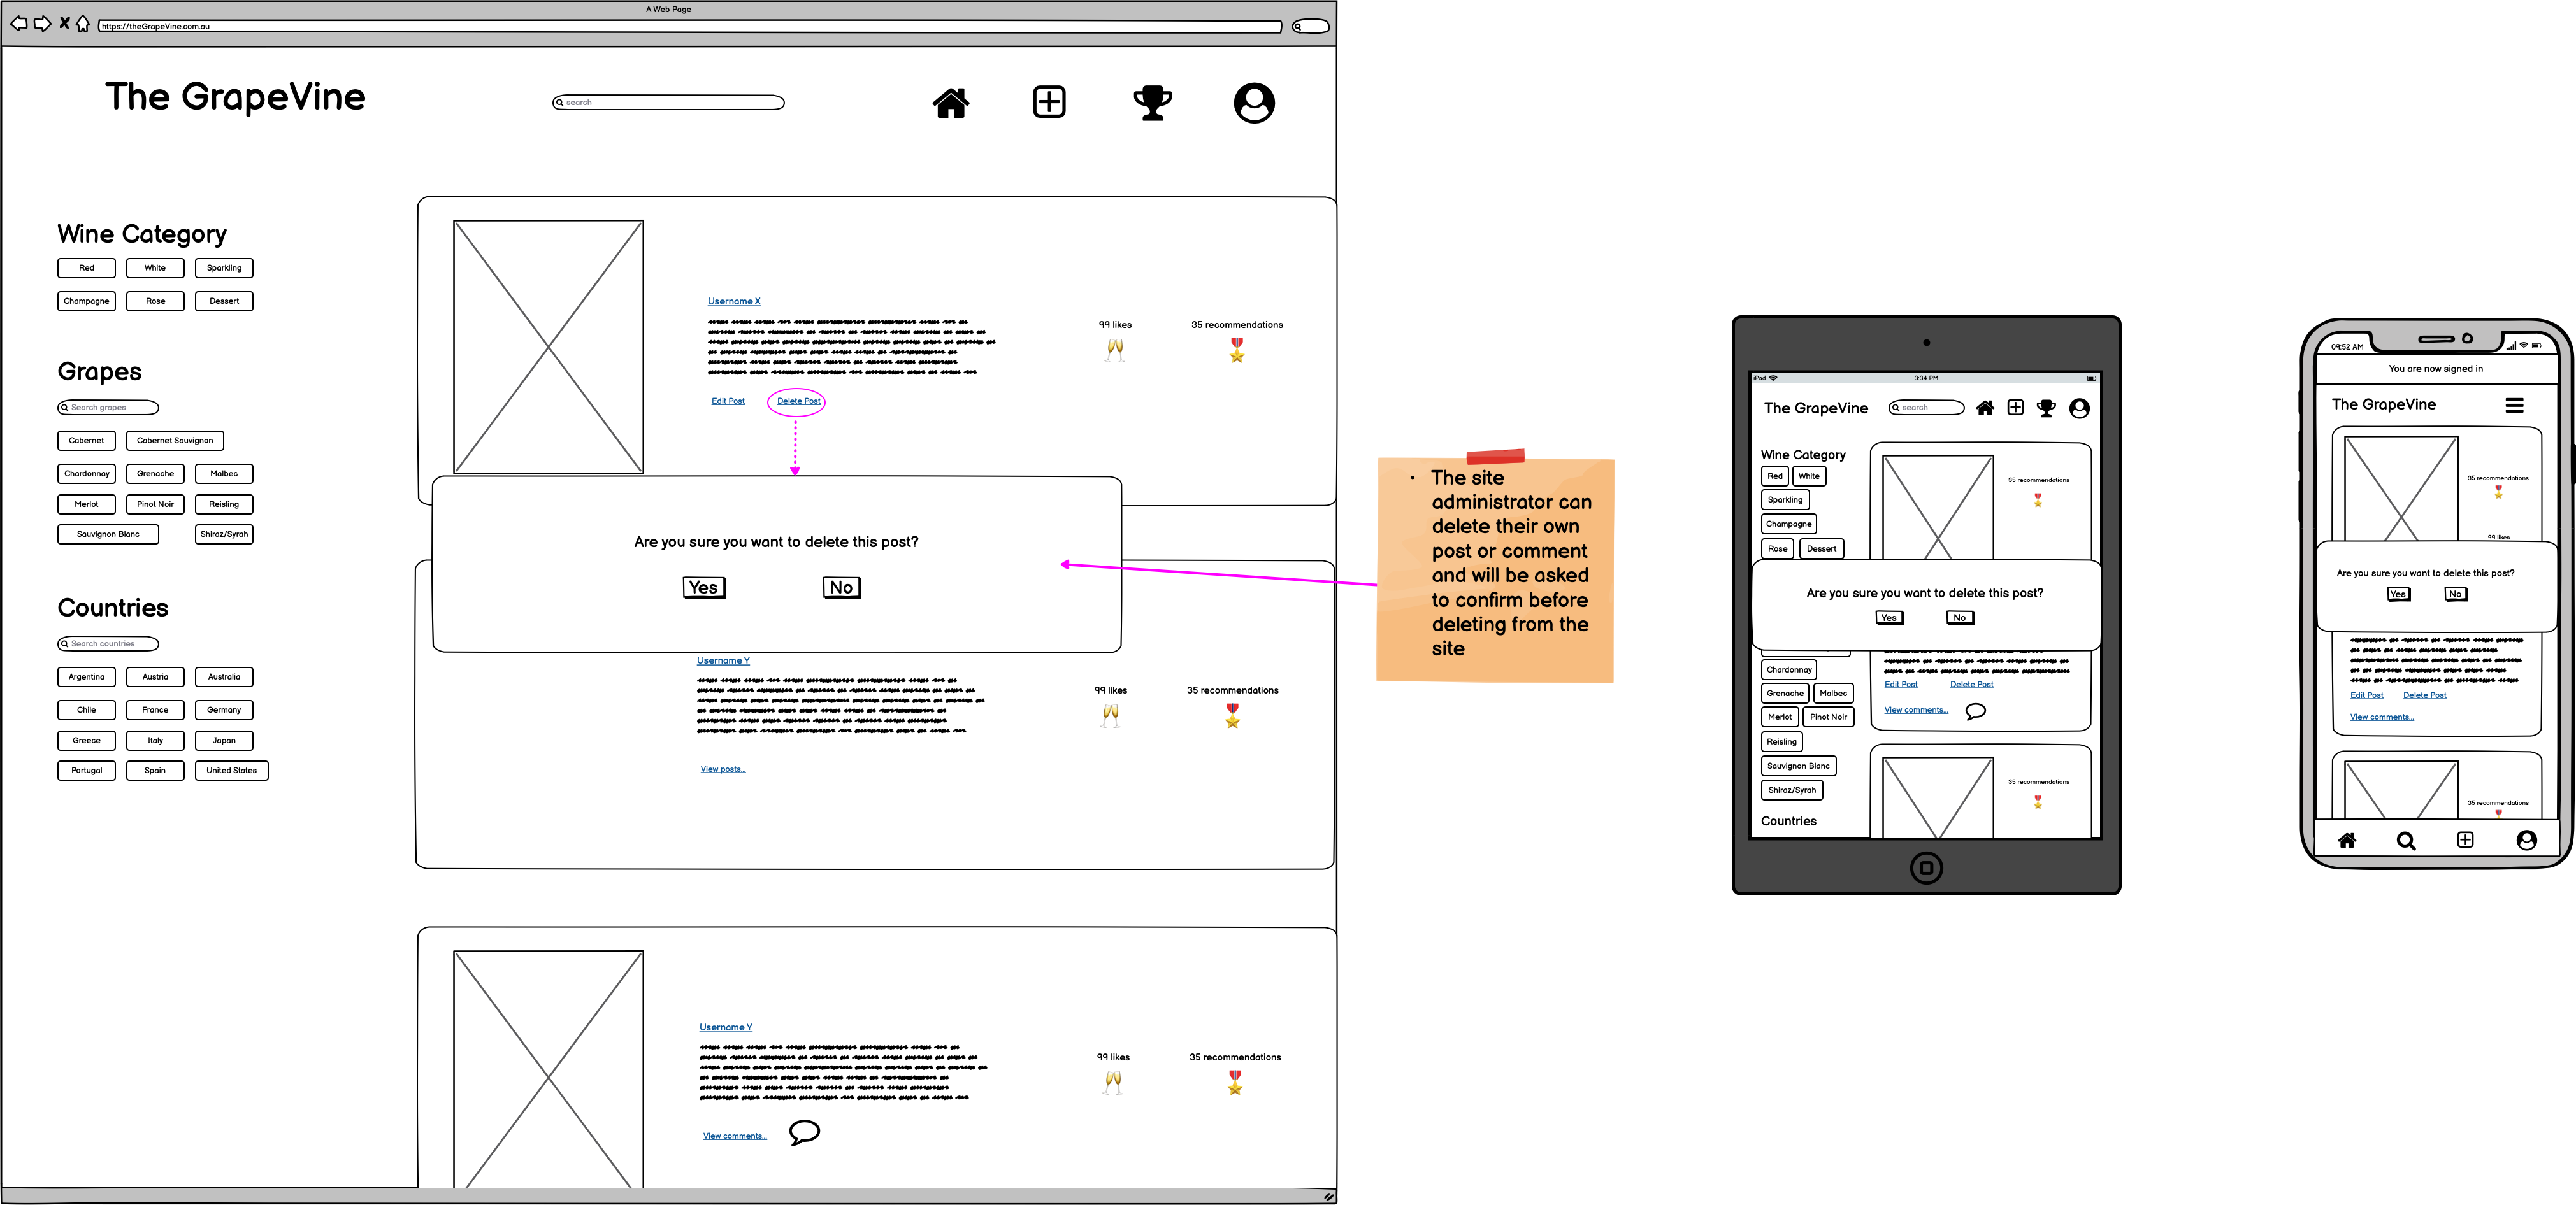 A Web Page
https://theGrapeVine.com.au
The GrapeVine
search
Wine Category
Red White Sparkling
Champagne Rose Dessert
Grapes
Search grapes
Cabernet Cabernet Sauvignon
Chardonnay Grenache Malbec
Merlot Pinot Noir Reisling
Sauvignon Blanc Shiraz/Syrah
Countries
Search countries
Argentina Austria Australia
Chile France Germany
Greece Italy Japan
Portugal Spain United States
Username X
99 likes 35 recommendations
Edit Post Delete Post
Are you sure you want to delete this post?
Yes No
Username Y
99 likes 35 recommendations
View posts...
Username Y
99 likes 35 recommendations
View comments...
• The site
administrator can
delete their own
post or comment
and will be asked
to confirm before
deleting from the
site
iPad 3:34 PM
The GrapeVine search
Wine Category
Red White
Sparkling
Champagne
Rose Dessert
35 recommendations
Are you sure you want to delete this post?
Yes No
Chardonnay
Grenache Malbec
Merlot Pinot Noir
Reisling
Sauvignon Blanc
Shiraz/Syrah
Countries
Edit Post Delete Post
View comments...
35 recommendations
09:52 AM
You are now signed in
The GrapeVine
35 recommendations
99 likes
Are you sure you want to delete this post?
Yes No
Edit Post Delete Post
View comments...
35 recommendations